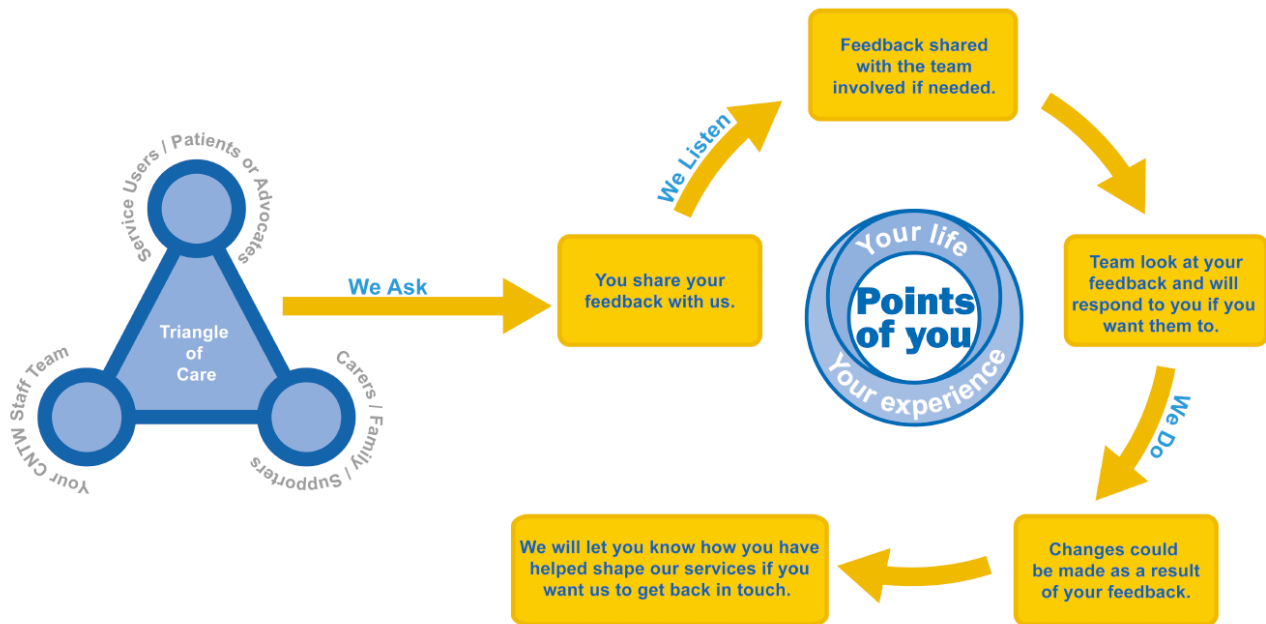 Service Users / Patients or Advocates
Triangle
of
Care
Your CNTW Staff Team
Carers / Family / Supporters
We Ask
You share your
feedback with us.
We Listen
Feedback shared
with the team
involved if needed.
Your life
Points
of you
Your experience
Team look at your
feedback and will
respond to you if you
want them to.
We Do
Changes could
be made as a result
of your feedback.
We will let you know how you have
helped shape our services if you
want us to get back in touch.